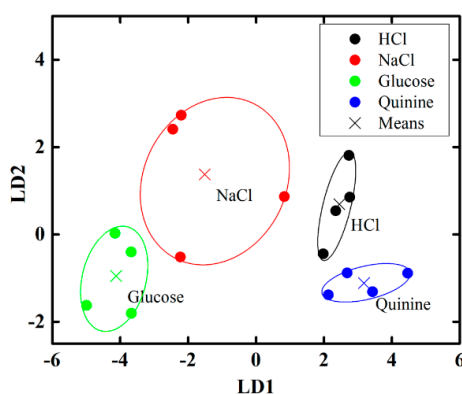 LD2
4
2
0
-2
-6
-4
-2
0
2
4
6
LD1
HCl
NaCl
Glucose
Quinine
Means
NaCl
HCl
Glucose
Quinine